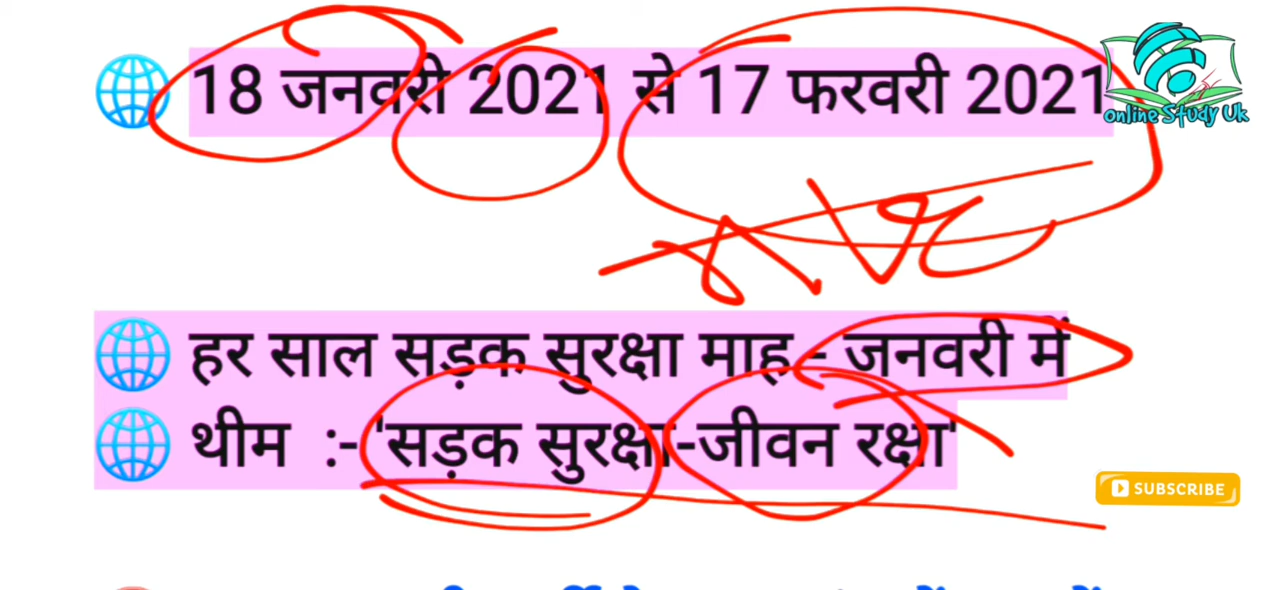 18 जनवरी 2021 से 17 फरवरी 2021
Online Study Uk
हर साल सड़क सुरक्षा माह - जनवरी में
थीम :- 'सड़क सुरक्षा-जीवन रक्षा'
SUBSCRIBE